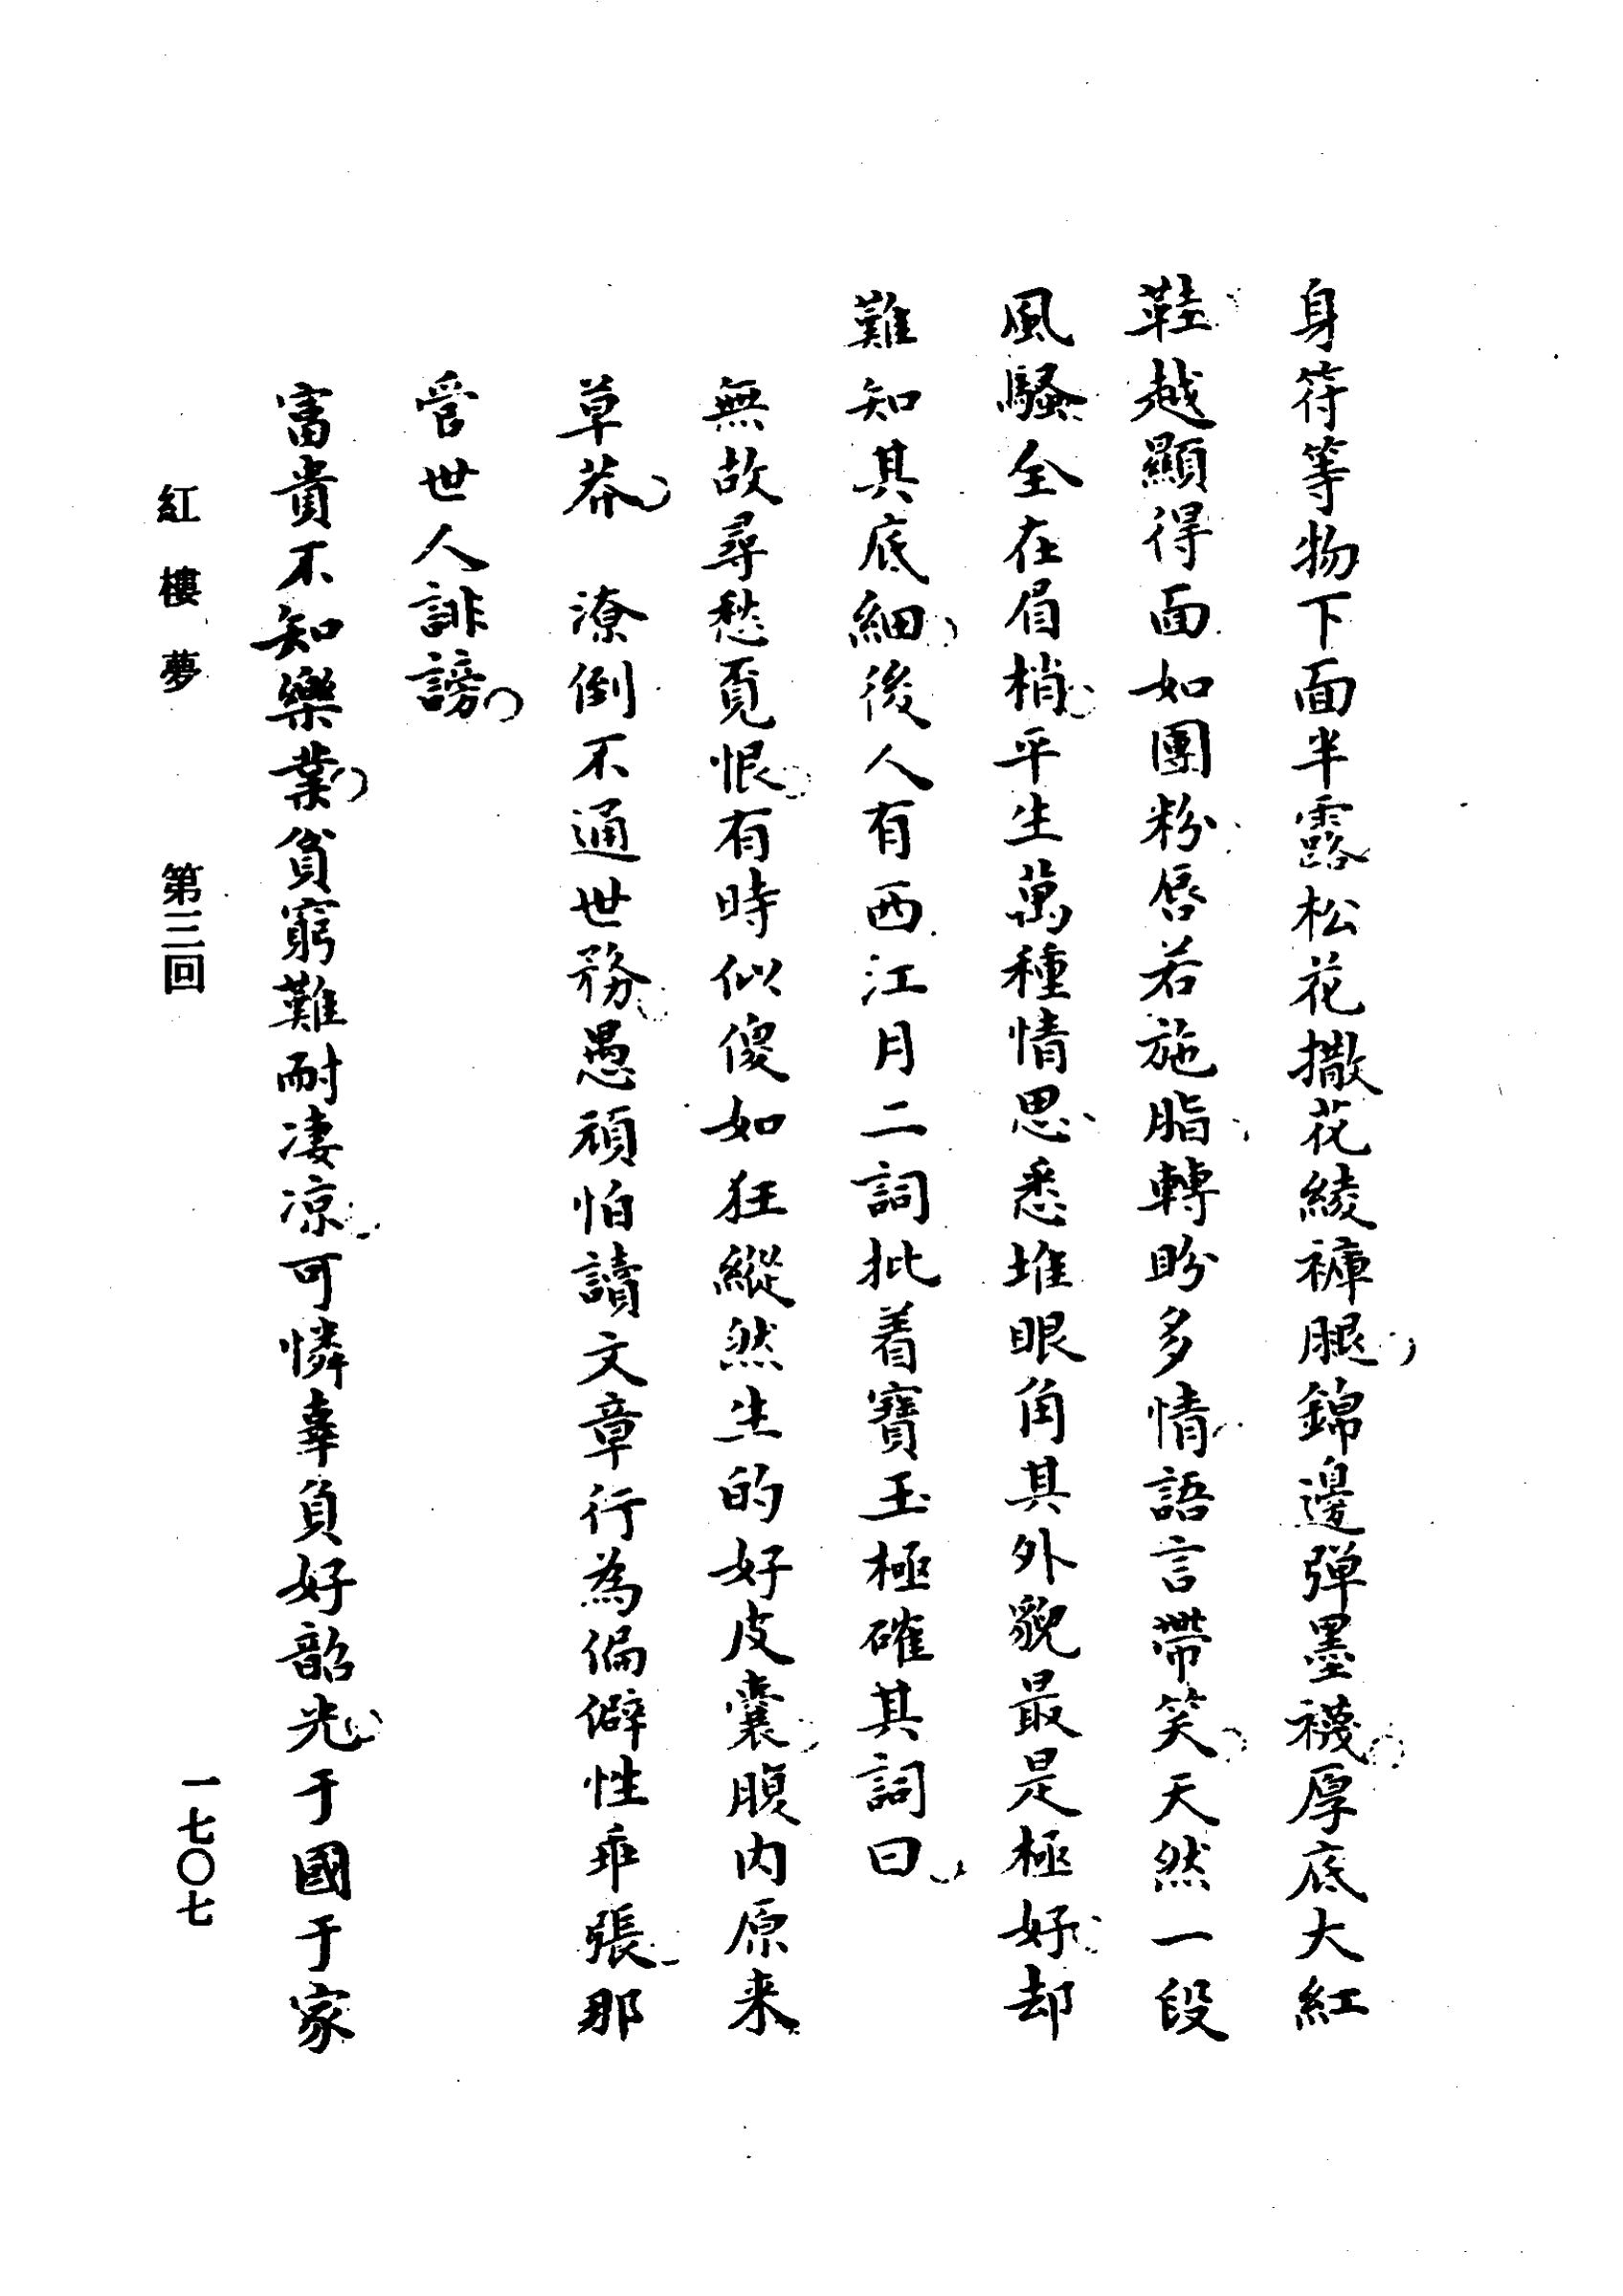 身符等物下面半露松花撒花綾褲腿錦邊弹墨襪厚底大紅
鞋越顯得面如團粉唇若施脂轉盼多情語言帶笑天然一段
風騷全在眉梢平生萬種情思悉堆眼角其外貌最是極好却
難知其底細後人有西江月二詞批着寶玉極確其詞曰
無故尋愁覓恨有時似傻如狂縱然生的好皮囊腹内原来
草莽 潦倒不通世務愚頑怕讀文章行為偏僻性乖張那
管世人誹謗
富貴不知樂業貧窮難耐凄凉可憐辜負好韶光于國于家
紅樓夢 第三回 一七〇七